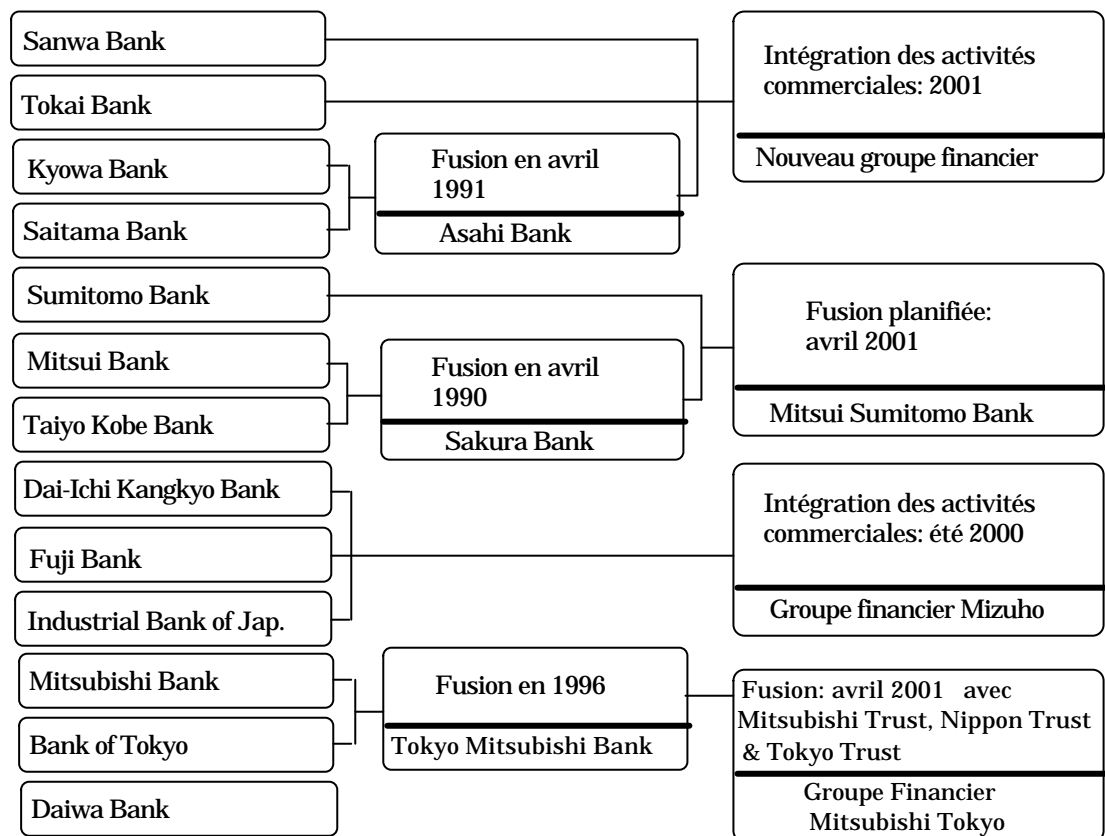 Sanwa Bank
Tokai Bank
Kyowa Bank
Saitama Bank
Sumitomo Bank
Mitsui Bank
Taiyo Kobe Bank
Dai-Ichi Kangkyo Bank
Fuji Bank
Industrial Bank of Jap.
Mitsubishi Bank
Bank of Tokyo
Daiwa Bank
Fusion en avril
1991
Asahi Bank
Fusion en avril
1990
Sakura Bank
Fusion en 1996
Tokyo Mitsubishi Bank
Intégration des activités
commerciales: 2001
Nouveau groupe financier
Fusion planifiée:
avril 2001
Mitsui Sumitomo Bank
Intégration des activités
commerciales: été 2000
Groupe financier Mizuho
Fusion: avril 2001 avec
Mitsubishi Trust, Nippon Trust
& Tokyo Trust
Groupe Financier
Mitsubishi Tokyo